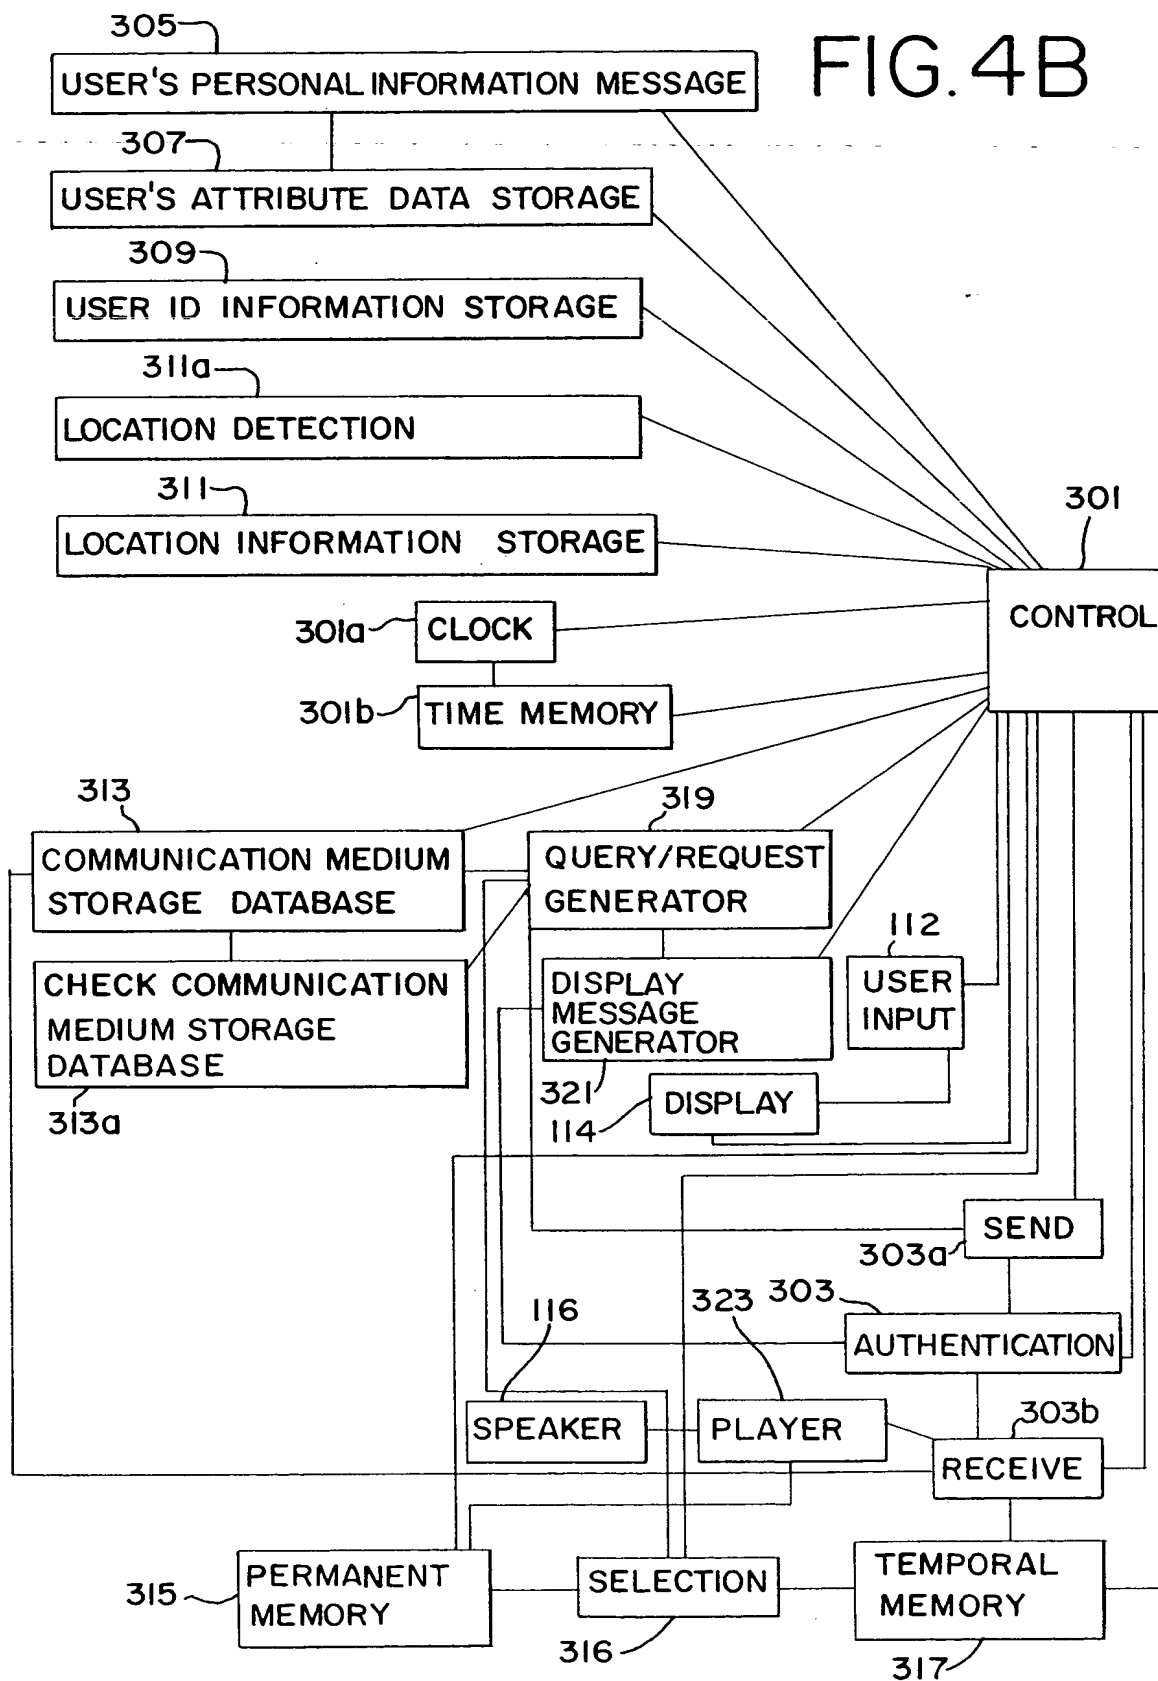 305
FIG. 4B
USER'S PERSONAL INFORMATION MESSAGE
307
USER'S ATTRIBUTE DATA STORAGE
309
USER ID INFORMATION STORAGE
311a
LOCATION DETECTION
311
LOCATION INFORMATION STORAGE
301
CONTROL
301a
CLOCK
301b
TIME MEMORY
313
COMMUNICATION MEDIUM
STORAGE DATABASE
319
QUERY/REQUEST
GENERATOR
CHECK COMMUNICATION
MEDIUM STORAGE
DATABASE
313a
DISPLAY
MESSAGE
GENERATOR
321
112
USER
INPUT
114
DISPLAY
SEND
303a
303
AUTHENTICATION
116
SPEAKER
323
PLAYER
303b
RECEIVE
315
PERMANENT
MEMORY
SELECTION
316
TEMPORAL
MEMORY
317